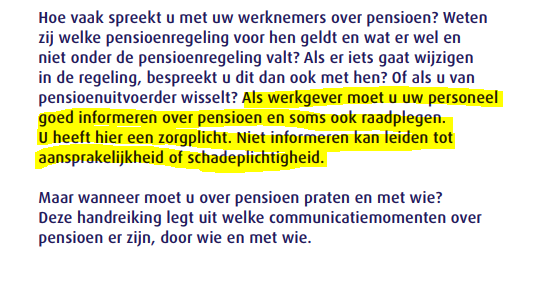 Hoe vaak spreekt u met uw werknemers over pensioen? Weten
zij welke pensioenregeling voor hen geldt en wat er wel en
niet onder de pensioenregeling valt? Als er iets gaat wijzigen
in de regeling, bespreekt u dit dan ook met hen? Of als u van
pensioenuitvoerder wisselt? Als werkgever moet u uw personeel
goed informeren over pensioen en soms ook raadplegen.
U heeft hier een zorgplicht. Niet informeren kan leiden tot
aansprakelijkheid of schadeplichtigheid.
Maar wanneer moet u over pensioen praten en met wie?
Deze handreiking legt uit welke communicatiemomenten over
pensioen er zijn, door wie en met wie.